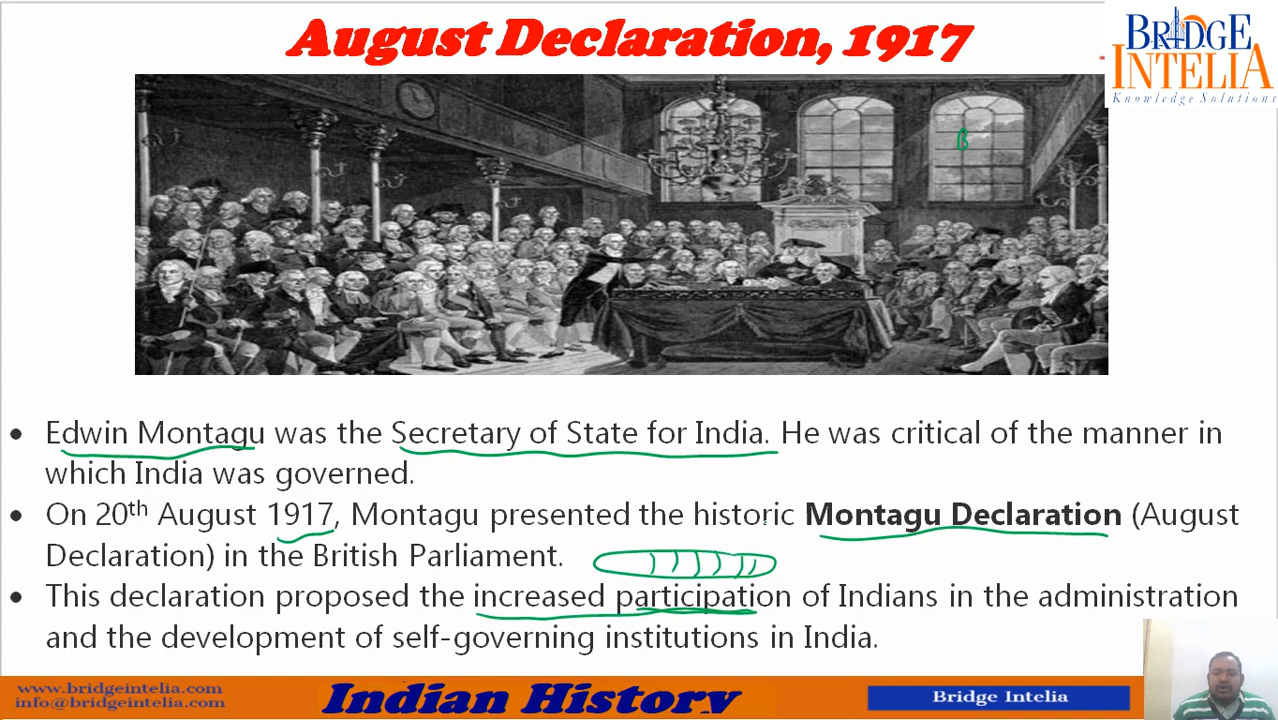 August Declaration, 1917
BRIDGE
INTELIA
Knowledge Solutions
B
• Edwin Montagu was the Secretary of State for India. He was critical of the manner in
which India was governed.
• On 20th August 1917, Montagu presented the historic Montagu Declaration (August
Declaration) in the British Parliament.
• This declaration proposed the increased participation of Indians in the administration
and the development of self-governing institutions in India.
www.bridgeintelia.com
info@bridgeintelia.com
Indian History
Bridge Intelia